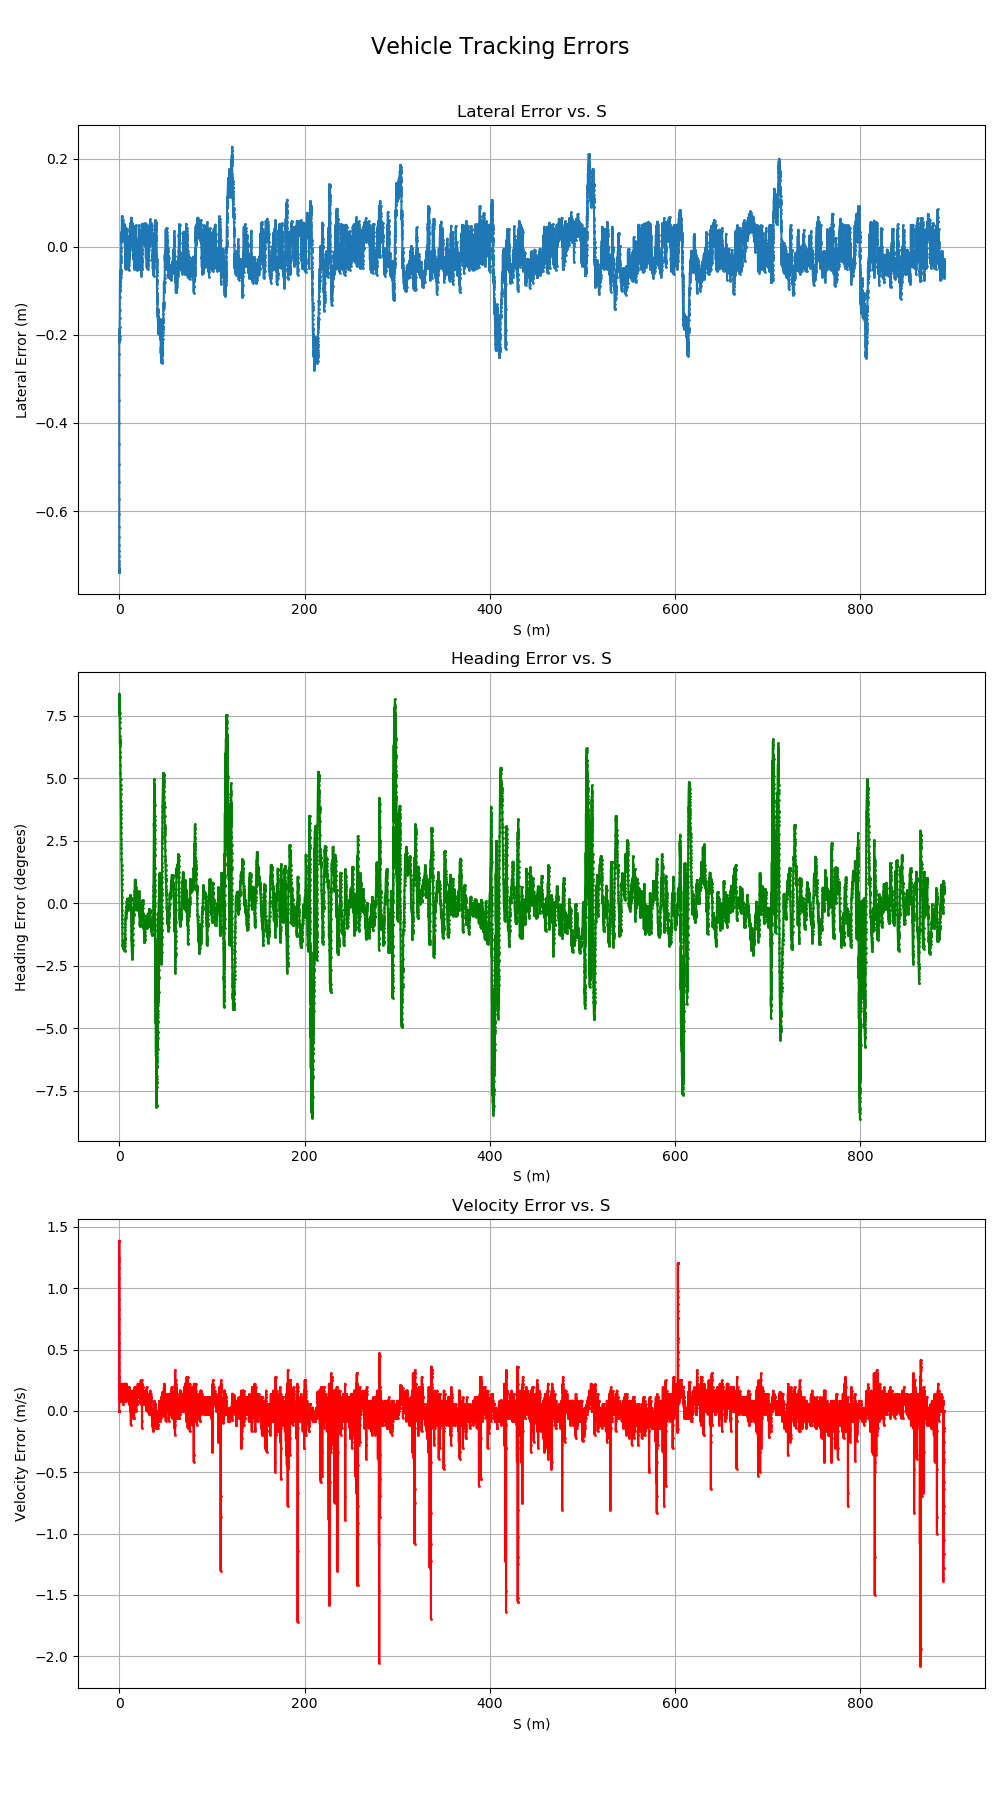 Vehicle Tracking Errors
Lateral Error vs. S
Lateral Error (m)
0.2
0.0
−0.2
−0.4
−0.6
0 200 400 600 800
S (m)
Heading Error vs. S
Heading Error (degrees)
7.5
5.0
2.5
0.0
−2.5
−5.0
−7.5
0 200 400 600 800
S (m)
Velocity Error vs. S
Velocity Error (m/s)
1.5
1.0
0.5
0.0
−0.5
−1.0
−1.5
−2.0
0 200 400 600 800
S (m)